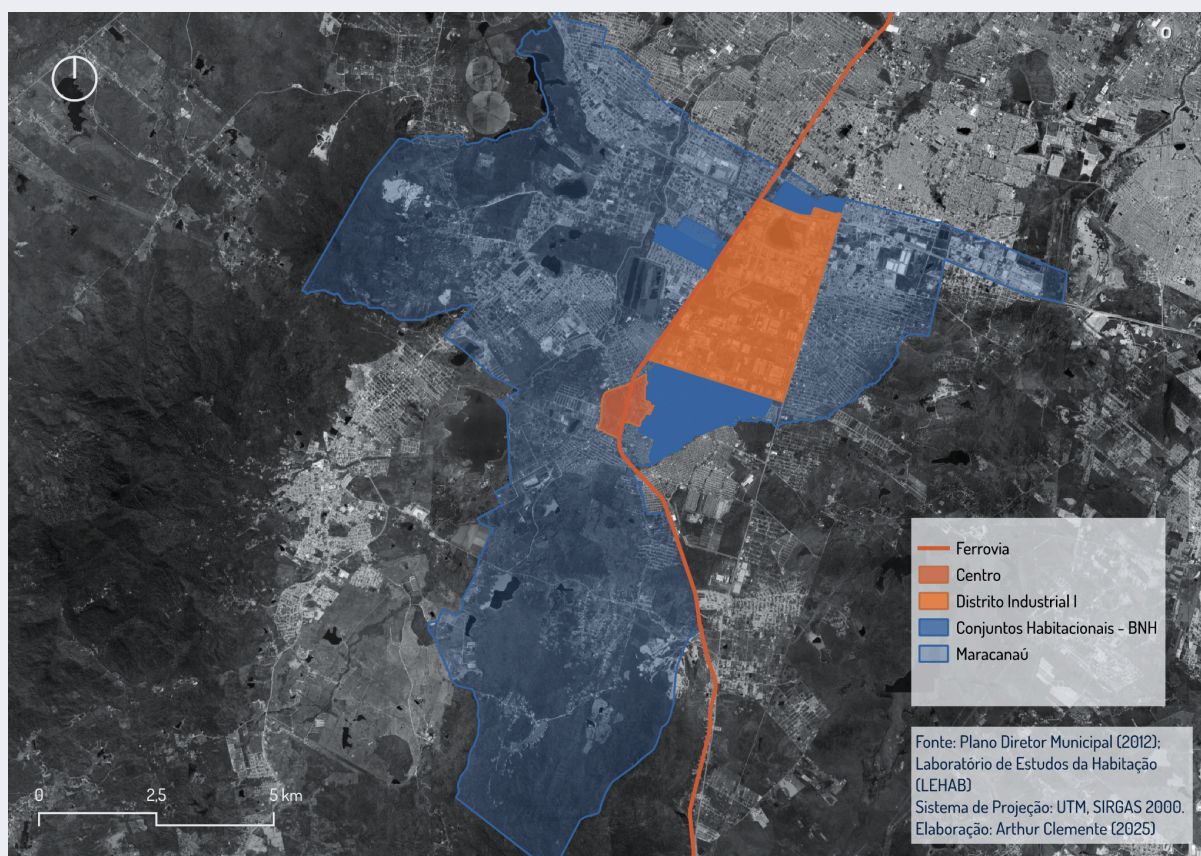 Ferrovia
Centro
Distrito Industrial I
Conjuntos Habitacionais - BNH
Maracanaú
Fonte: Plano Diretor Municipal (2012);
Laboratório de Estudos da Habitação
(LEHAB)
Sistema de Projeção: UTM, SIRGAS 2000.
Elaboração: Arthur Clemente (2025)
0 2,5 5 km